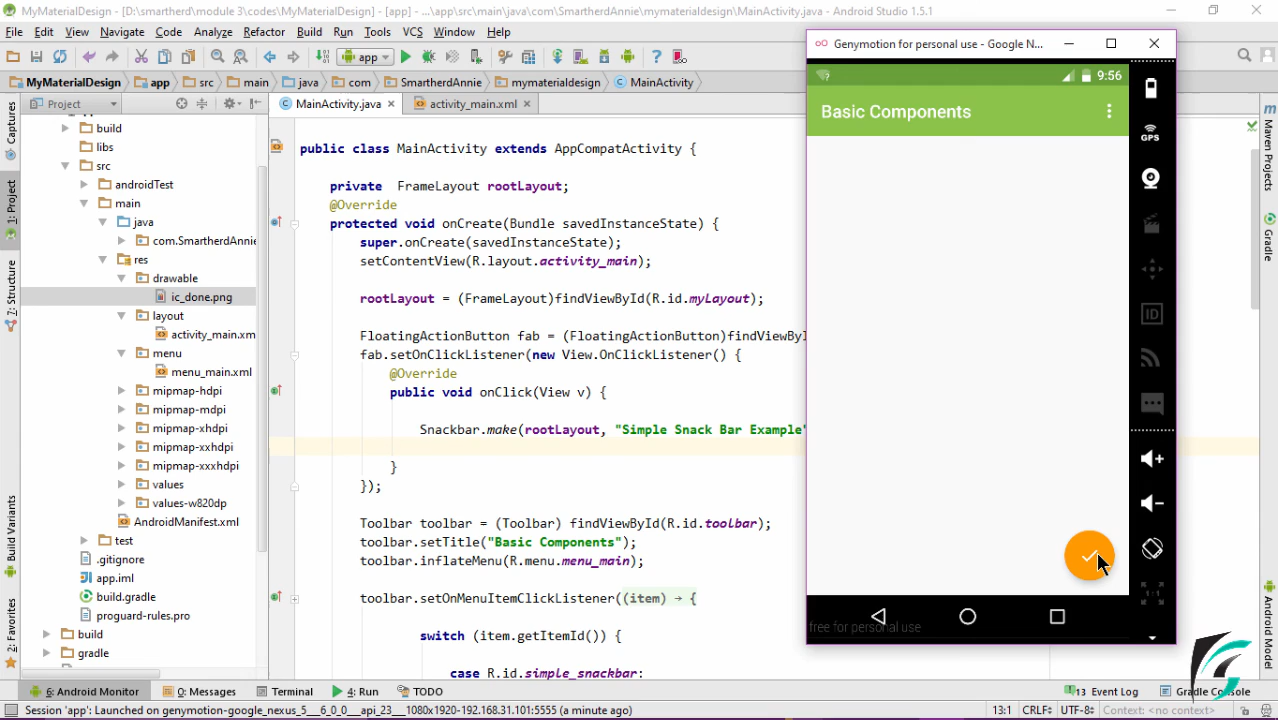 MyMaterialDesign - [D:\smartherd\module 3\codes\MyMaterialDesign] - [app] - ...\app\src\main\java\com\SmartherdAnnie\mymaterialdesign\MainActivity.java - Android Studio 1.5.1
File Edit View Navigate Code Analyze Refactor Build Run Tools VCS Window Help
app
MyMaterialDesign app src main java com SmartherdAnnie mymaterialdesign MainActivity
Project
MainActivity.java
activity_main.xml
Captures
1: Project
7: Structure
Build Variants
2: Favorites
build
libs
src
androidTest
main
java
com.SmartherdAnnie
res
drawable
ic_done.png
layout
activity_main.xm
menu
menu_main.xml
mipmap-hdpi
mipmap-mdpi
mipmap-xhdpi
mipmap-xxhdpi
mipmap-xxxhdpi
values
values-w820dp
AndroidManifest.xml
test
.gitignore
app.iml
build.gradle
proguard-rules.pro
build
gradle
public class MainActivity extends AppCompatActivity {
private FrameLayout rootLayout;
@Override
protected void onCreate(Bundle savedInstanceState) {
super.onCreate(savedInstanceState);
setContentView(R.layout.activity_main);
rootLayout = (FrameLayout)findViewById(R.id.myLayout);
FloatingActionButton fab = (FloatingActionButton)findViewByI
fab.setOnClickListener(new View.OnClickListener() {
@Override
public void onClick(View v) {
Snackbar.make(rootLayout, "Simple Snack Bar Example"
}
});
Toolbar toolbar = (Toolbar) findViewById(R.id.toolbar);
toolbar.setTitle("Basic Components");
toolbar.inflateMenu(R.menu.menu_main);
toolbar.setOnMenuItemClickListener((item) → {
switch (item.getItemId()) {
case R.id.simple_snackbar:
Genymotion for personal use - Google N...
9:56
Basic Components
GPS
ID
1:1
free for personal use
Maven Projects
Gradle
Android Model
6: Android Monitor 0: Messages Terminal 4: Run TODO
13 Event Log Gradle Console
Session 'app': Launched on genymotion-google_nexus_5___6_0_0___api_23___1080x1920-192.168.31.101:5555 (a minute ago)
13:1 CRLF÷ UTF-8÷ Context: <no context>